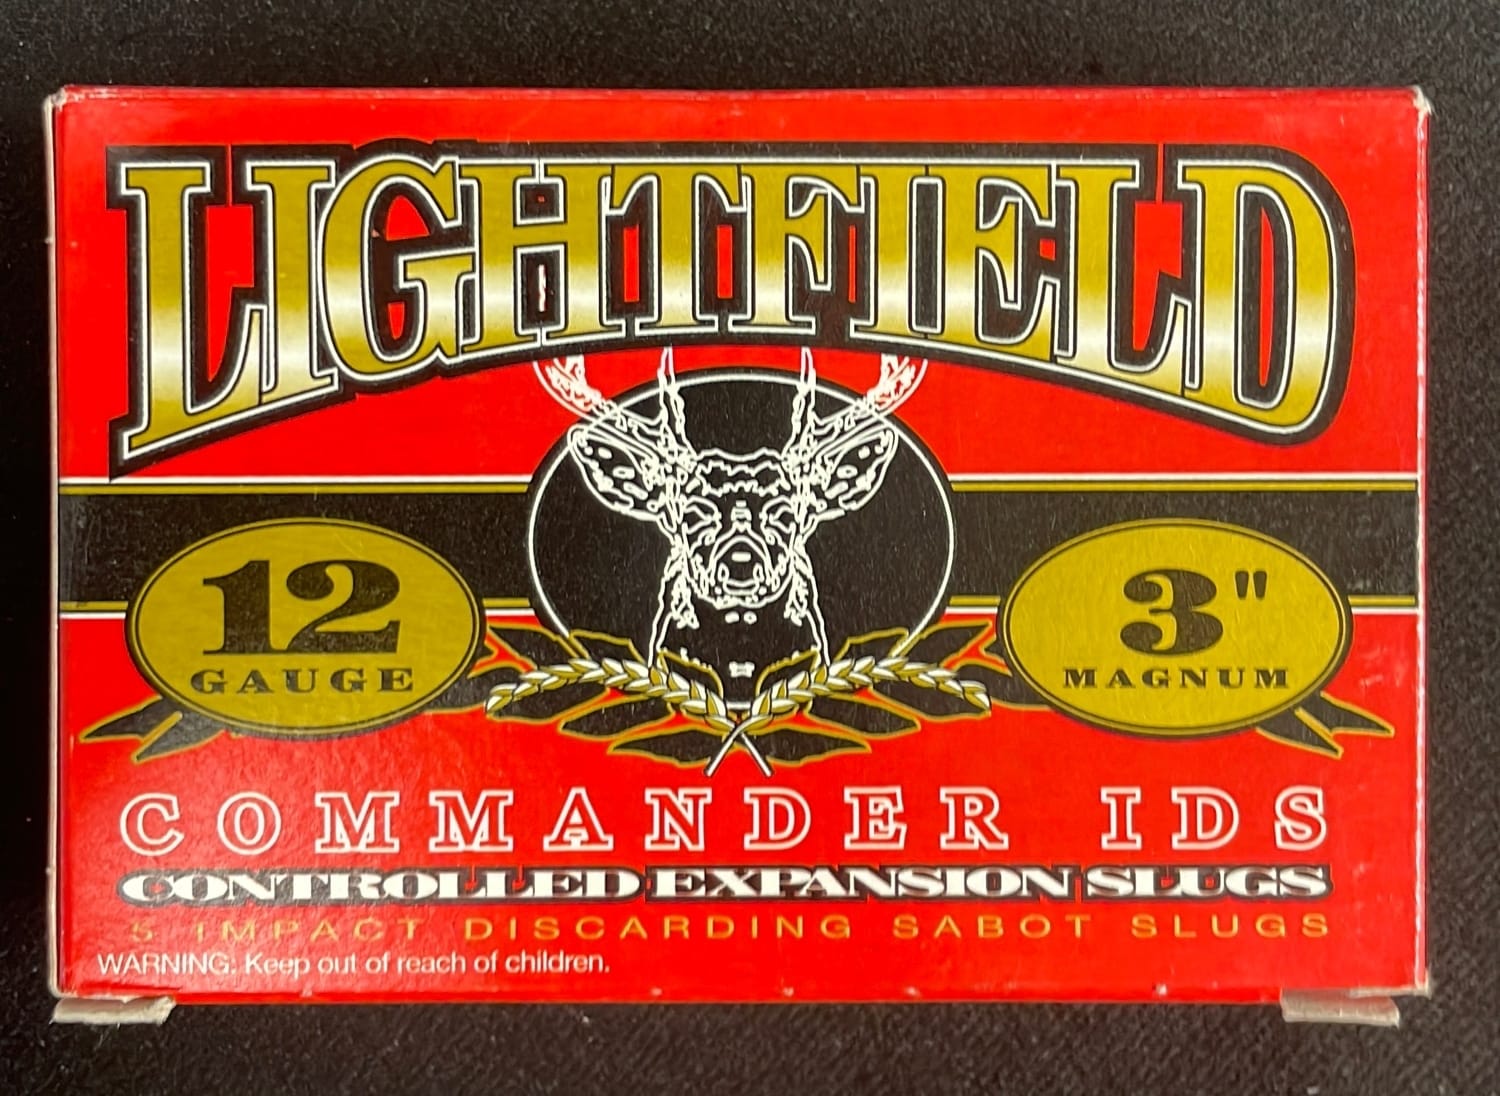 LIGHTFIELD
12
GAUGE
3"
MAGNUM
COMMANDER IDS
CONTROLLED EXPANSION SLUGS
5 IMPACT DISCARDING SABOT SLUGS
WARNING: Keep out of reach of children.